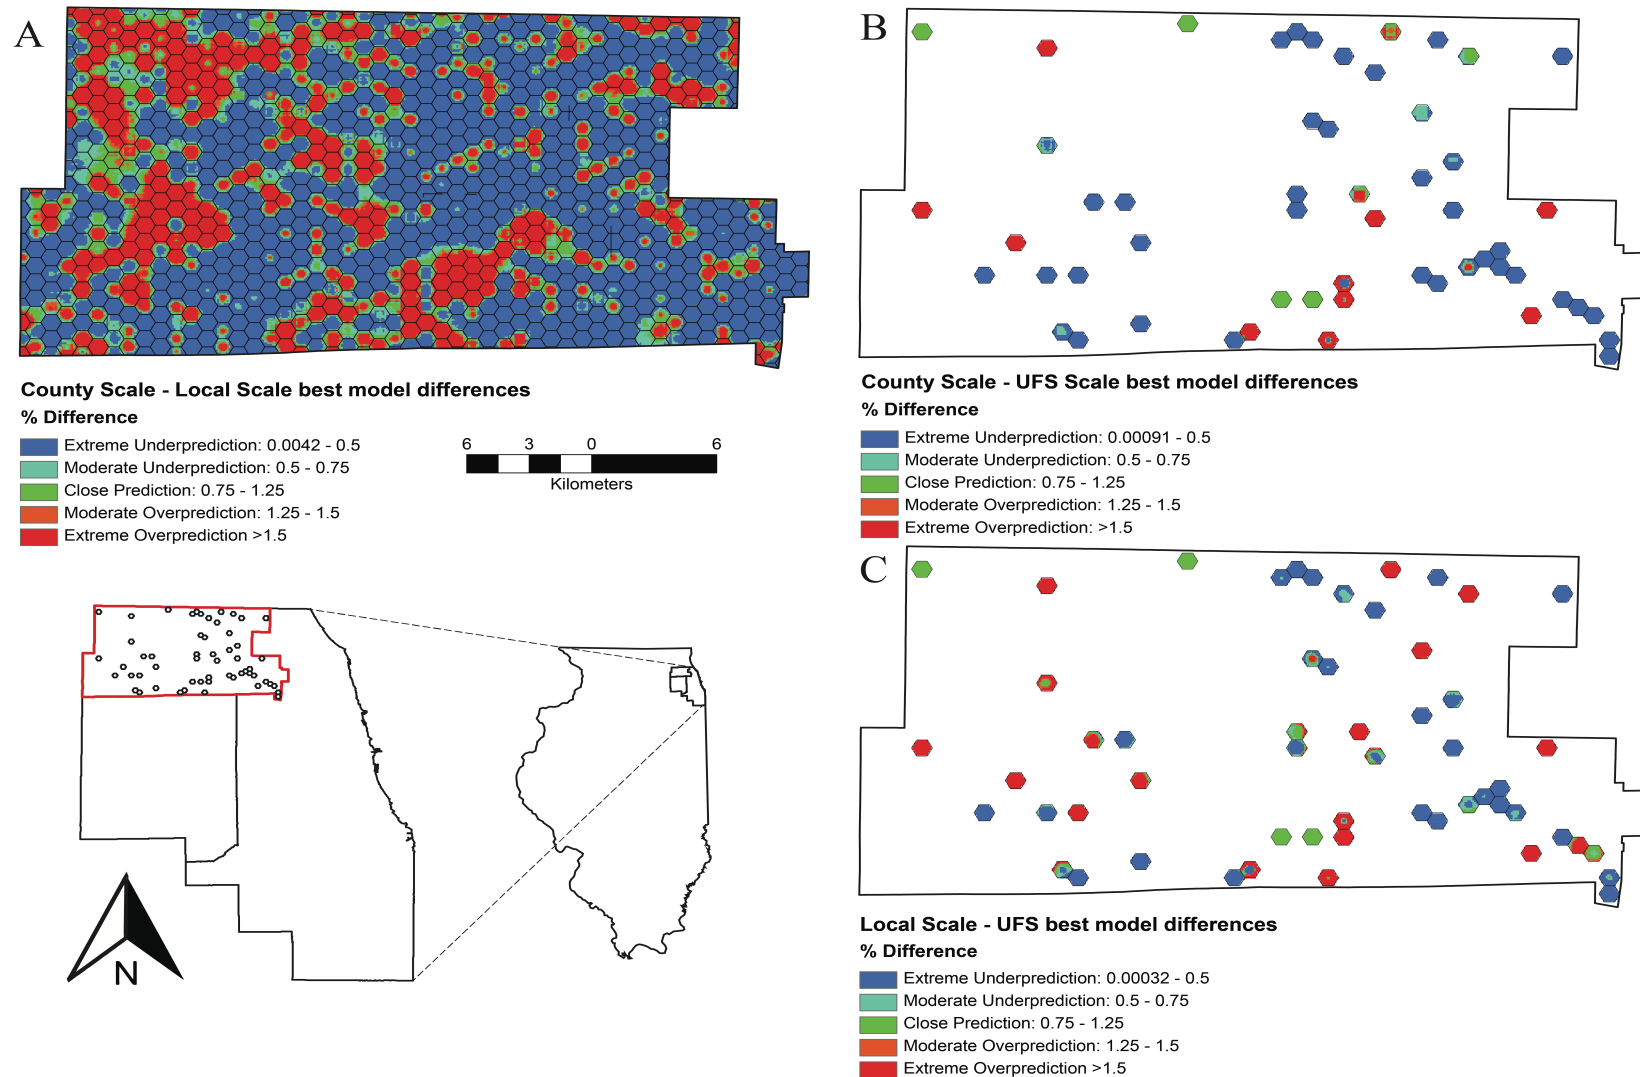 A
County Scale - Local Scale best model differences
% Difference
Extreme Underprediction: 0.0042 - 0.5
Moderate Underprediction: 0.5 - 0.75
Close Prediction: 0.75 - 1.25
Moderate Overprediction: 1.25 - 1.5
Extreme Overprediction >1.5
6 3 0 6
Kilometers
N
B
County Scale - UFS Scale best model differences
% Difference
Extreme Underprediction: 0.00091 - 0.5
Moderate Underprediction: 0.5 - 0.75
Close Prediction: 0.75 - 1.25
Moderate Overprediction: 1.25 - 1.5
Extreme Overprediction: >1.5
C
Local Scale - UFS best model differences
% Difference
Extreme Underprediction: 0.00032 - 0.5
Moderate Underprediction: 0.5 - 0.75
Close Prediction: 0.75 - 1.25
Moderate Overprediction: 1.25 - 1.5
Extreme Overprediction >1.5